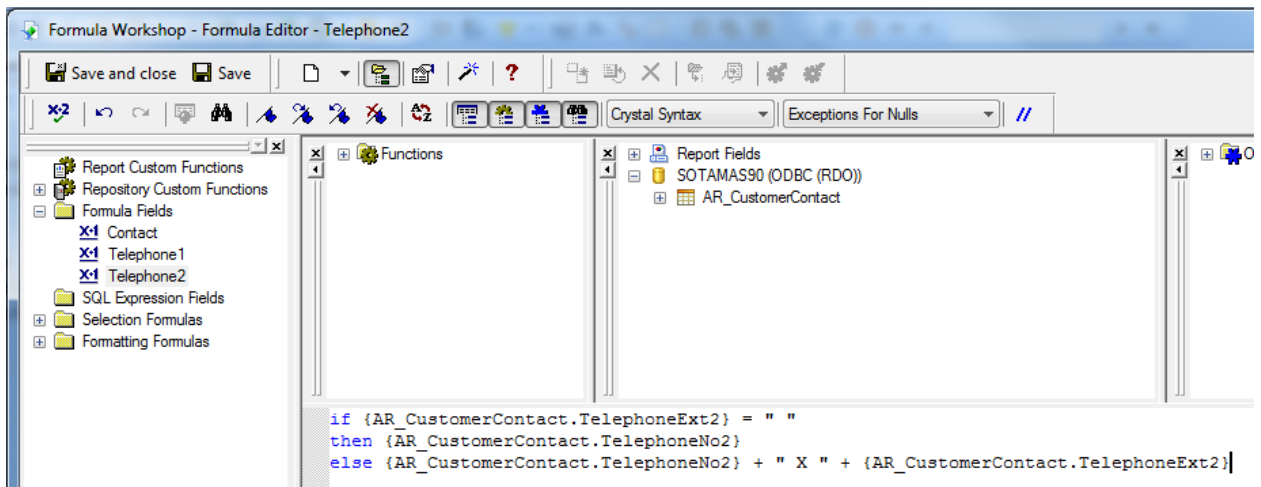 Formula Workshop - Formula Editor - Telephone2
Save and close Save ?
Crystal Syntax Exceptions For Nulls //
Report Custom Functions
Repository Custom Functions
Formula Fields
Contact
Telephone1
Telephone2
SQL Expression Fields
Selection Formulas
Formatting Formulas
Functions
Report Fields
SOTAMAS90 (ODBC (RDO))
AR_CustomerContact
O
if {AR_CustomerContact.TelephoneExt2} = " "
then {AR_CustomerContact.TelephoneNo2}
else {AR_CustomerContact.TelephoneNo2} + " X " + {AR_CustomerContact.TelephoneExt2}